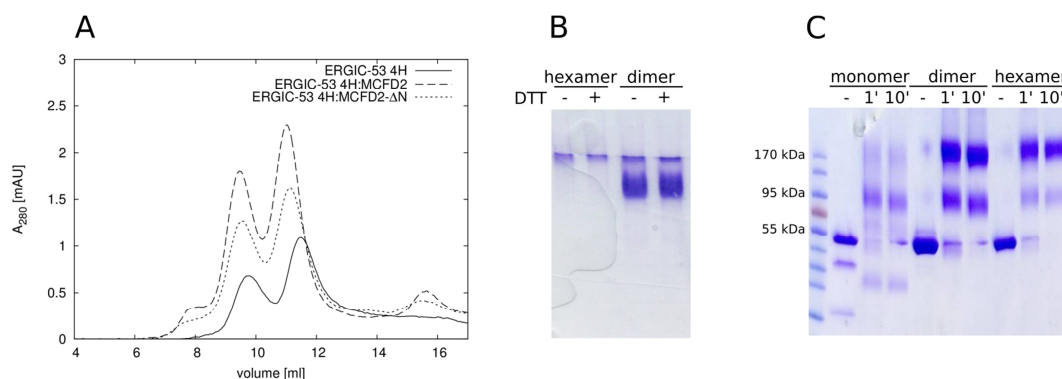 A
3
2.5
2
1.5
1
0.5
0
A280 [mAU]
4 6 8 10 12 14 16
volume [ml]
ERGIC-53 4H
ERGIC-53 4H:MCFD2
ERGIC-53 4H:MCFD2-ΔN
B
hexamer dimer
DTT - + - +
C
monomer dimer hexamer
- 1' 10' - 1' 10' - 1' 10'
170 kDa
95 kDa
55 kDa